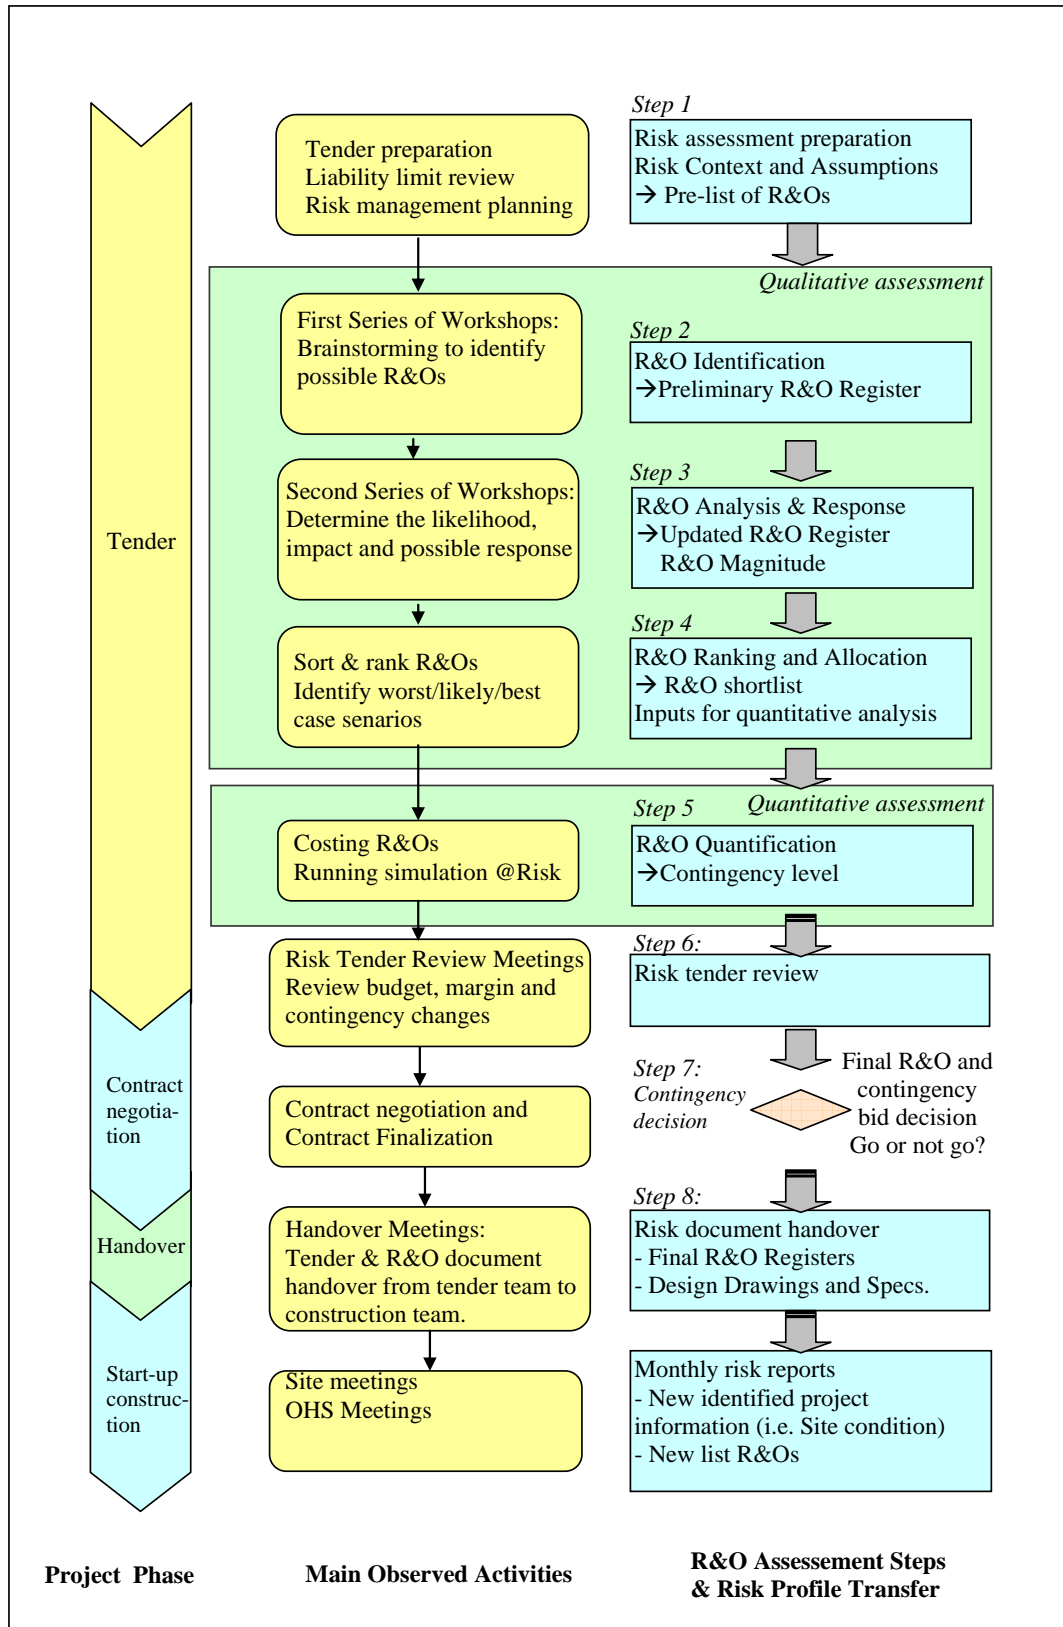 Step 1
Tender preparation
Liability limit review
Risk management planning
Risk assessment preparation
Risk Context and Assumptions
→ Pre-list of R&Os
Qualitative assessment
First Series of Workshops:
Brainstorming to identify
possible R&Os
Step 2
R&O Identification
→Preliminary R&O Register
Second Series of Workshops:
Determine the likelihood,
impact and possible response
Step 3
R&O Analysis & Response
→Updated R&O Register
R&O Magnitude
Tender
Sort & rank R&Os
Identify worst/likely/best
case senarios
Step 4
R&O Ranking and Allocation
→ R&O shortlist
Inputs for quantitative analysis
Quantitative assessment
Costing R&Os
Running simulation @Risk
Step 5
R&O Quantification
→Contingency level
Risk Tender Review Meetings
Review budget, margin and
contingency changes
Step 6:
Risk tender review
Contract
negotia-
tion
Contract negotiation and
Contract Finalization
Step 7:
Contingency
decision
Final R&O and
contingency
bid decision
Go or not go?
Handover
Handover Meetings:
Tender & R&O document
handover from tender team to
construction team.
Step 8:
Risk document handover
- Final R&O Registers
- Design Drawings and Specs.
Start-up
construc-
tion
Site meetings
OHS Meetings
Monthly risk reports
- New identified project
information (i.e. Site condition)
- New list R&Os
Project Phase
Main Observed Activities
R&O Assessement Steps
& Risk Profile Transfer